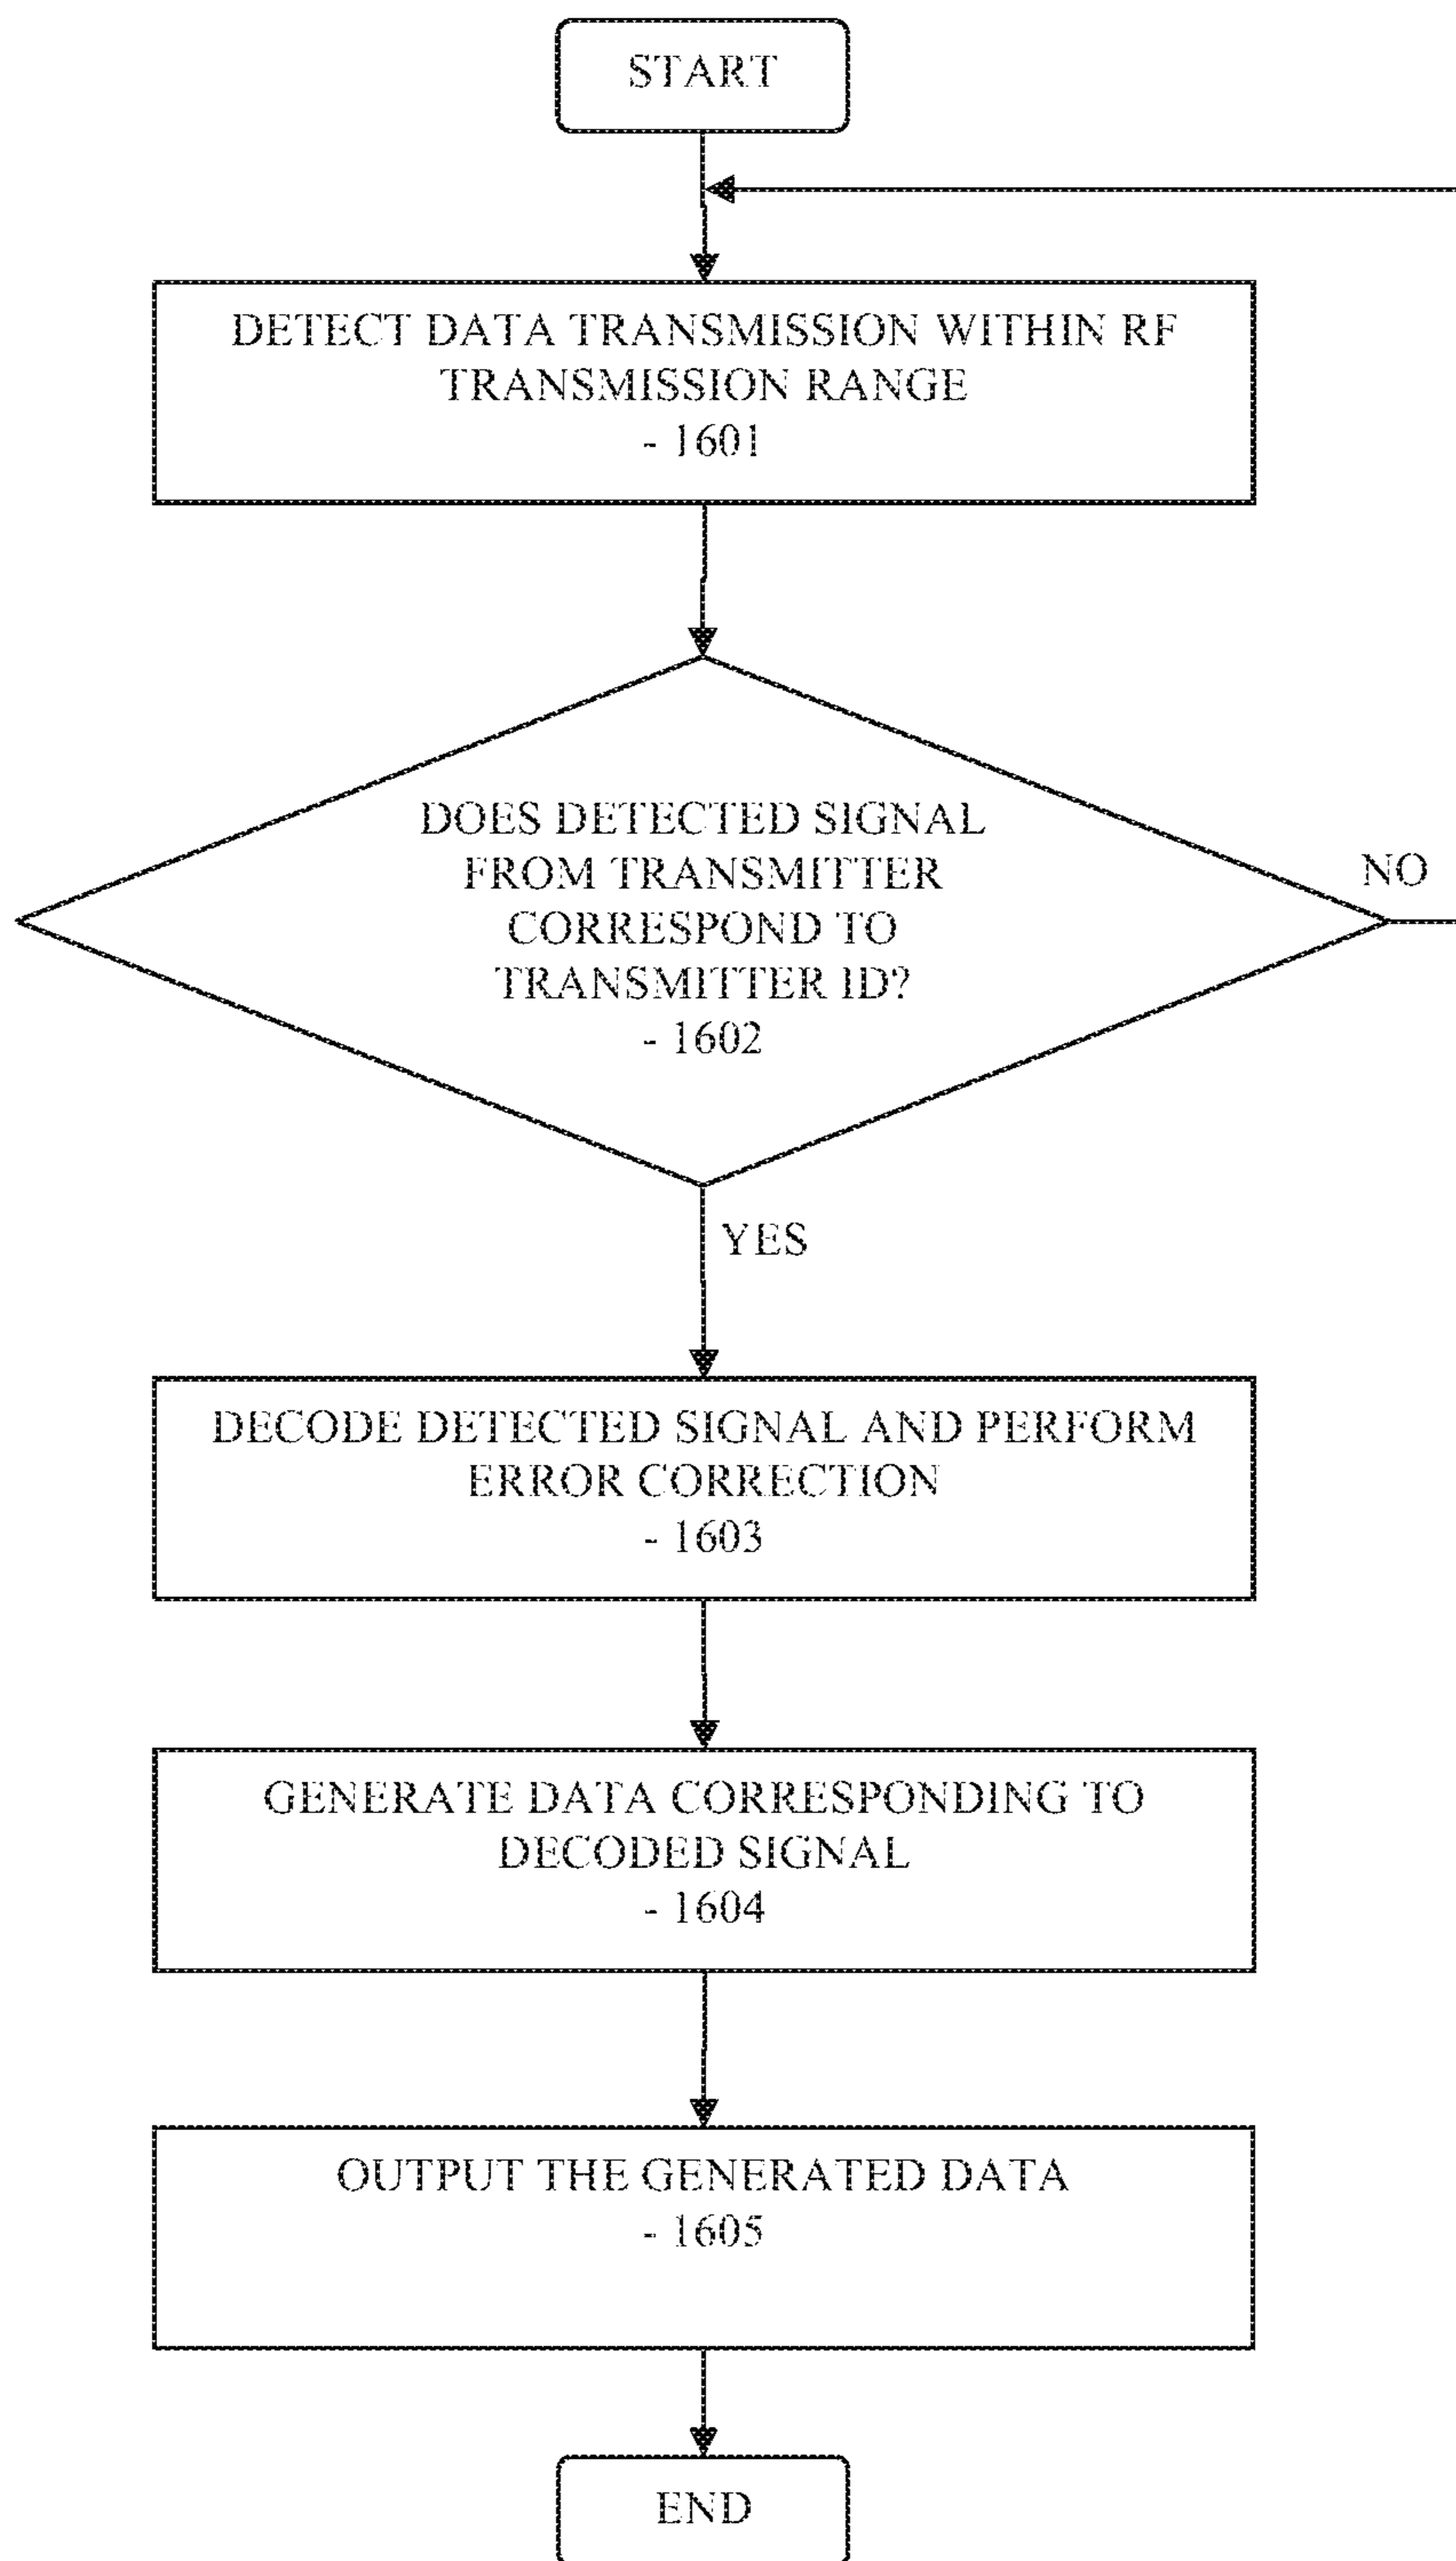 START
DETECT DATA TRANSMISSION WITHIN RF
TRANSMISSION RANGE
- 1601
DOES DETECTED SIGNAL
FROM TRANSMITTER
CORRESPOND TO
TRANSMITTER ID?
- 1602
NO
YES
DECODE DETECTED SIGNAL AND PERFORM
ERROR CORRECTION
- 1603
GENERATE DATA CORRESPONDING TO
DECODED SIGNAL
- 1604
OUTPUT THE GENERATED DATA
- 1605
END